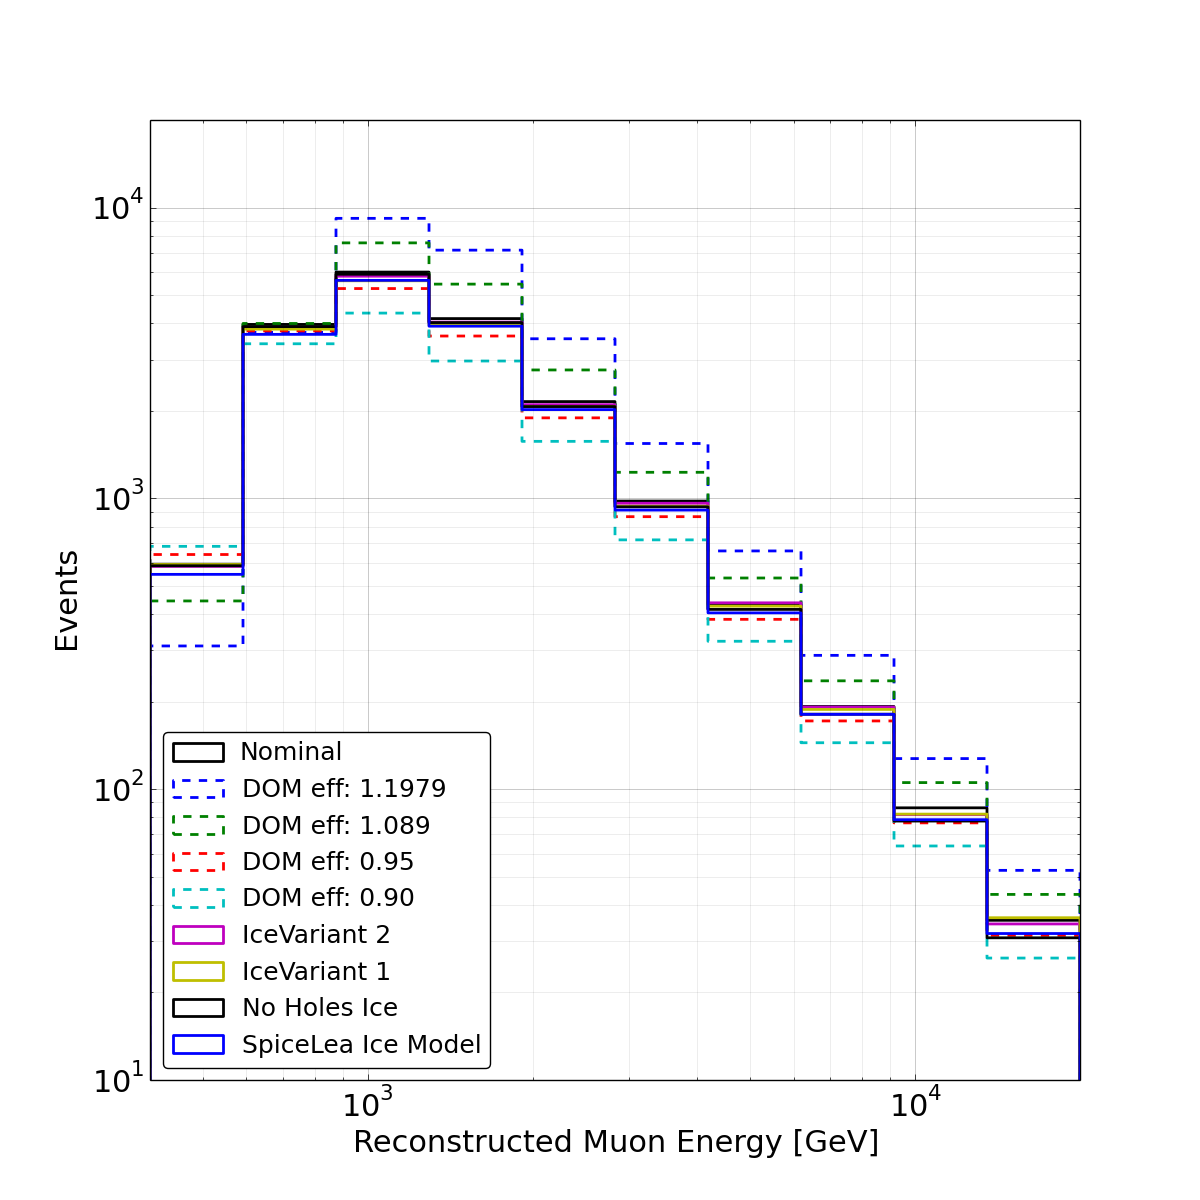 10^4
10^3
10^2
10^1
Events
Nominal
DOM eff: 1.1979
DOM eff: 1.089
DOM eff: 0.95
DOM eff: 0.90
IceVariant 2
IceVariant 1
No Holes Ice
SpiceLea Ice Model
10^3
10^4
Reconstructed Muon Energy [GeV]